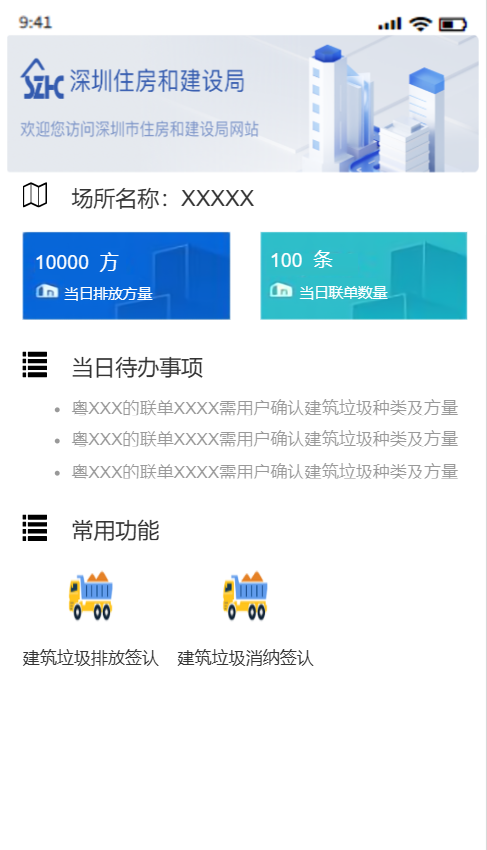 9:41
SZHC 深圳住房和建设局
欢迎您访问深圳市住房和建设局网站
场所名称：XXXXX
10000 方
当日排放方量
100 条
当日联单数量
当日待办事项
粤XXX的联单XXXX需用户确认建筑垃圾种类及方量
粤XXX的联单XXXX需用户确认建筑垃圾种类及方量
粤XXX的联单XXXX需用户确认建筑垃圾种类及方量
常用功能
建筑垃圾排放签认
建筑垃圾消纳签认